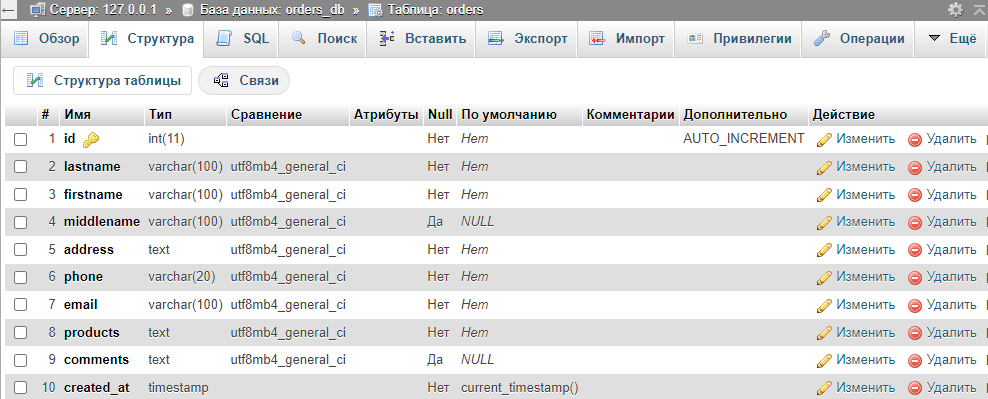 Сервер: 127.0.0.1 » База данных: orders_db » Таблица: orders
Обзор Структура SQL Поиск Вставить Экспорт Импорт Привилегии Операции Ещё
Структура таблицы Связи
# Имя Тип Сравнение Атрибуты Null По умолчанию Комментарии Дополнительно Действие
1 id int(11) Нет Нет AUTO_INCREMENT Изменить Удалить
2 lastname varchar(100) utf8mb4_general_ci Нет Нет Изменить Удалить
3 firstname varchar(100) utf8mb4_general_ci Нет Нет Изменить Удалить
4 middlename varchar(100) utf8mb4_general_ci Да NULL Изменить Удалить
5 address text utf8mb4_general_ci Нет Нет Изменить Удалить
6 phone varchar(20) utf8mb4_general_ci Нет Нет Изменить Удалить
7 email varchar(100) utf8mb4_general_ci Нет Нет Изменить Удалить
8 products text utf8mb4_general_ci Нет Нет Изменить Удалить
9 comments text utf8mb4_general_ci Да NULL Изменить Удалить
10 created_at timestamp Нет current_timestamp() Изменить Удалить